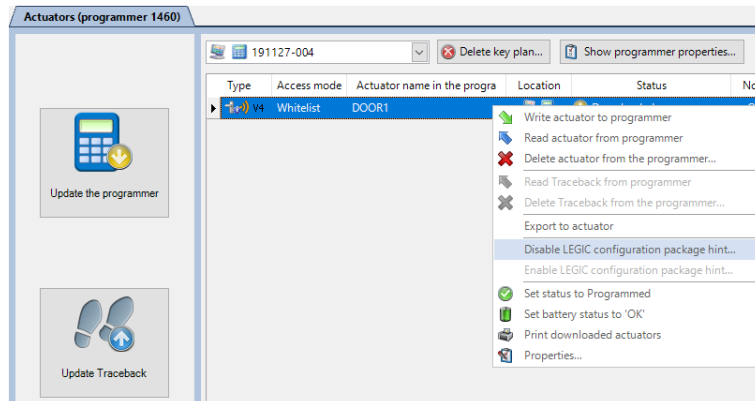 Actuators (programmer 1460)
191127-004
Delete key plan...
Show programmer properties...
Type Access mode Actuator name in the progra Location Status
V4 Whitelist DOOR1
Write actuator to programmer
Read actuator from programmer
Delete actuator from the programmer...
Read Traceback from programmer
Delete Traceback from the programmer...
Export to actuator
Disable LEGIC configuration package hint...
Enable LEGIC configuration package hint...
Set status to Programmed
Set battery status to 'OK'
Print downloaded actuators
Properties...
Update the programmer
Update Traceback